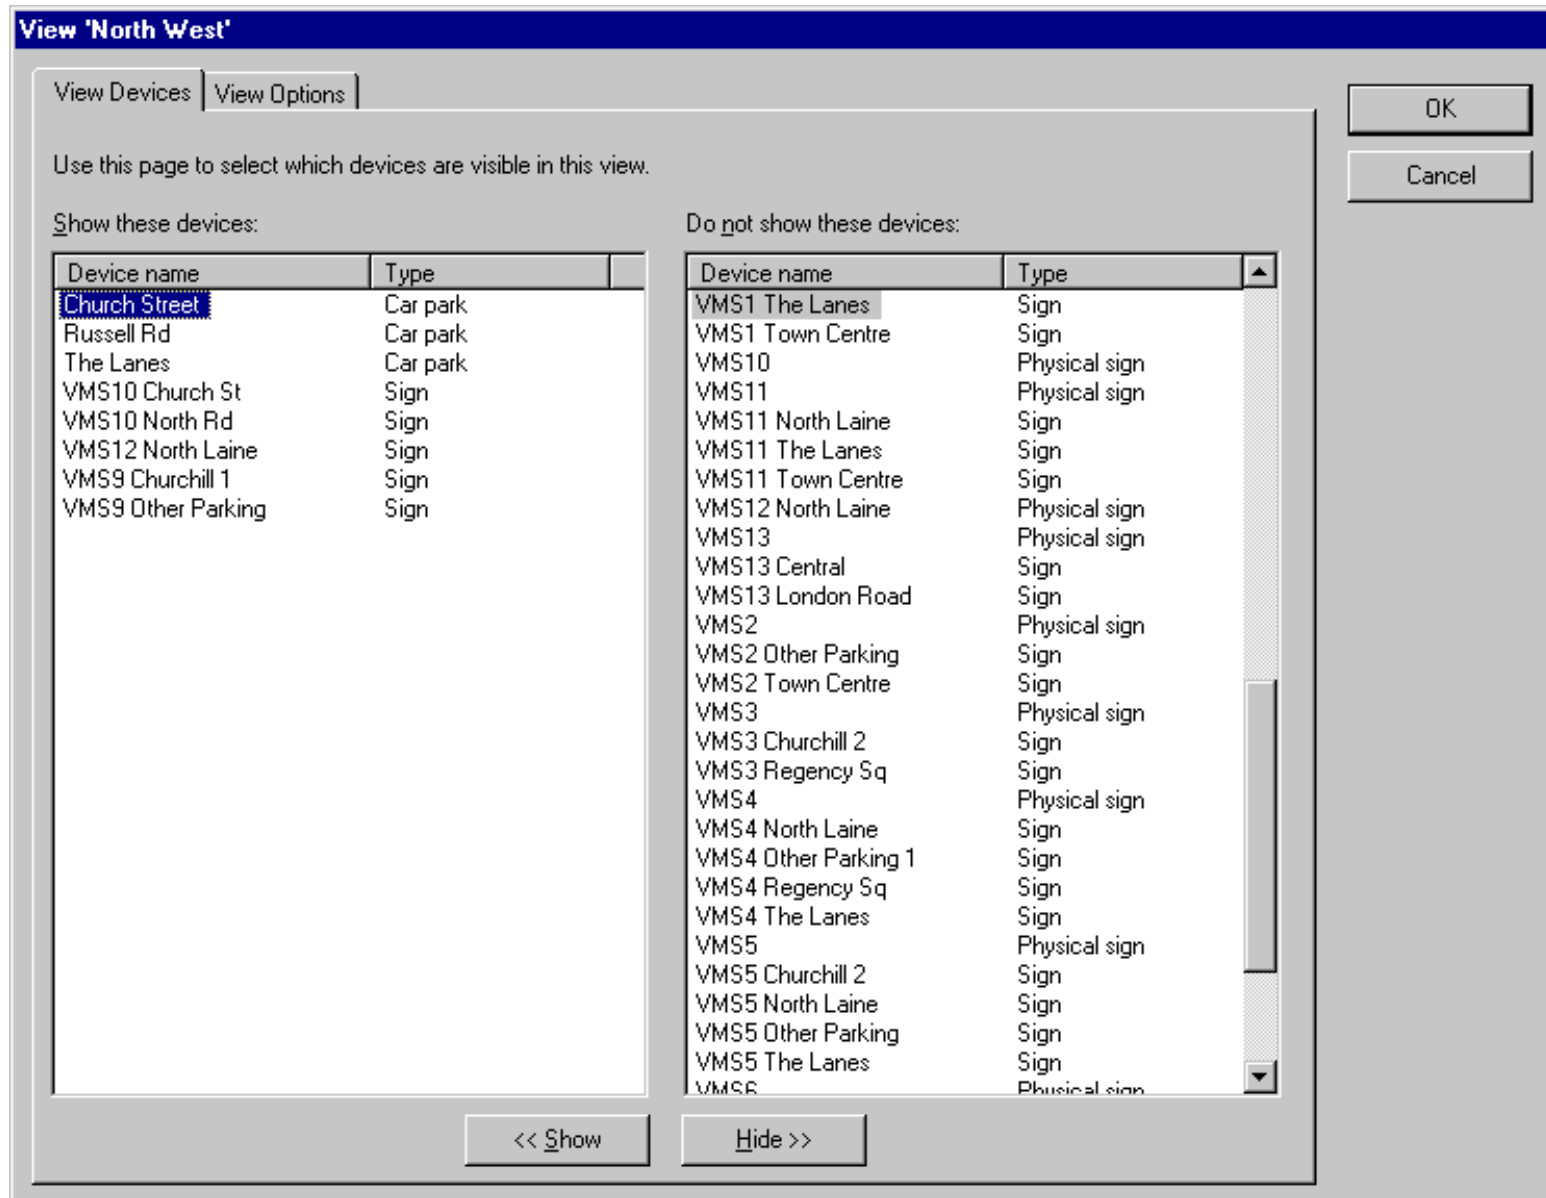 View 'North West'
View Devices View Options
OK
Cancel
Use this page to select which devices are visible in this view.
Show these devices:
Device name Type
Church Street Car park
Russell Rd Car park
The Lanes Car park
VMS10 Church St Sign
VMS10 North Rd Sign
VMS12 North Laine Sign
VMS9 Churchill 1 Sign
VMS9 Other Parking Sign
Do not show these devices:
Device name Type
VMS1 The Lanes Sign
VMS1 Town Centre Sign
VMS10 Physical sign
VMS11 Physical sign
VMS11 North Laine Sign
VMS11 The Lanes Sign
VMS11 Town Centre Sign
VMS12 North Laine Physical sign
VMS13 Physical sign
VMS13 Central Sign
VMS13 London Road Sign
VMS2 Physical sign
VMS2 Other Parking Sign
VMS2 Town Centre Sign
VMS3 Physical sign
VMS3 Churchill 2 Sign
VMS3 Regency Sq Sign
VMS4 Physical sign
VMS4 North Laine Sign
VMS4 Other Parking 1 Sign
VMS4 Regency Sq Sign
VMS4 The Lanes Sign
VMS5 Physical sign
VMS5 Churchill 2 Sign
VMS5 North Laine Sign
VMS5 Other Parking Sign
VMS5 The Lanes Sign
VMS6 Physical sign
<< Show Hide >>